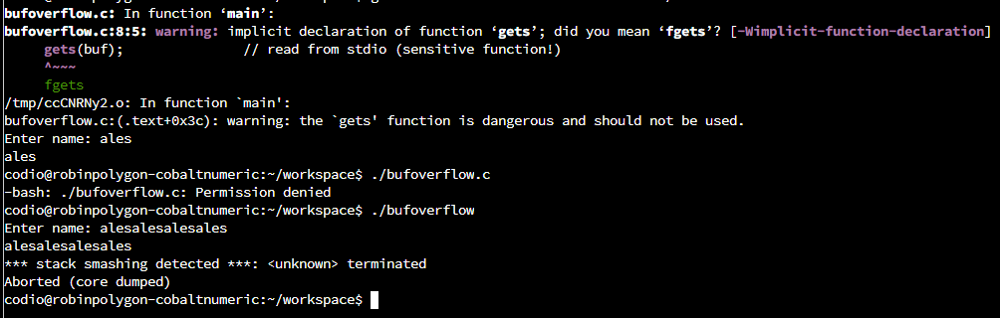 bufoverflow.c: In function ‘main’:
bufoverflow.c:8:5: warning: implicit declaration of function ‘gets’; did you mean ‘fgets’? [-Wimplicit-function-declaration]
     gets(buf);               // read from stdio (sensitive function!)
     ^~~~
     fgets
/tmp/ccCNRNy2.o: In function `main':
bufoverflow.c:(.text+0x3c): warning: the `gets' function is dangerous and should not be used.
Enter name: ales
ales
codio@robinpolygon-cobaltnumeric:~/workspace$ ./bufoverflow.c
-bash: ./bufoverflow.c: Permission denied
codio@robinpolygon-cobaltnumeric:~/workspace$ ./bufoverflow
Enter name: alesalesalesales
alesalesalesales
*** stack smashing detected ***: <unknown> terminated
Aborted (core dumped)
codio@robinpolygon-cobaltnumeric:~/workspace$